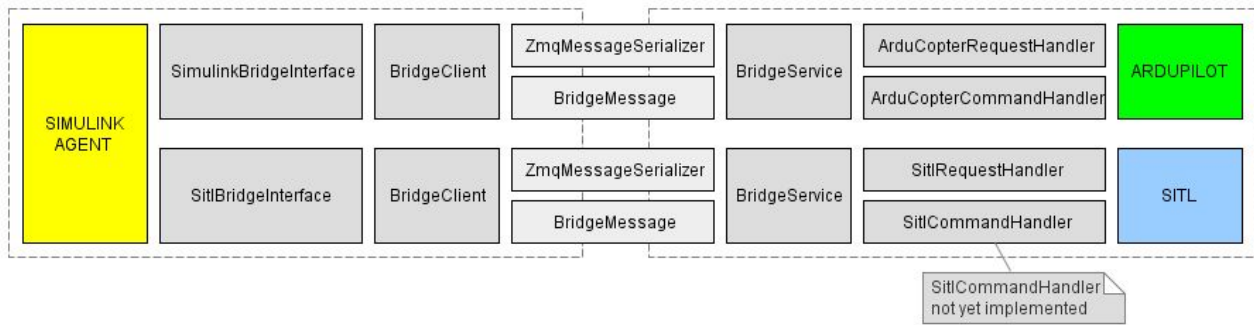 SIMULINK
AGENT
SimulinkBridgeInterface
BridgeClient
ZmqMessageSerializer
BridgeMessage
BridgeService
ArduCopterRequestHandler
ArduCopterCommandHandler
ARDUPILOT
SitlBridgeInterface
BridgeClient
ZmqMessageSerializer
BridgeMessage
BridgeService
SitlRequestHandler
SitlCommandHandler
SITL
SitlCommandHandler
not yet implemented